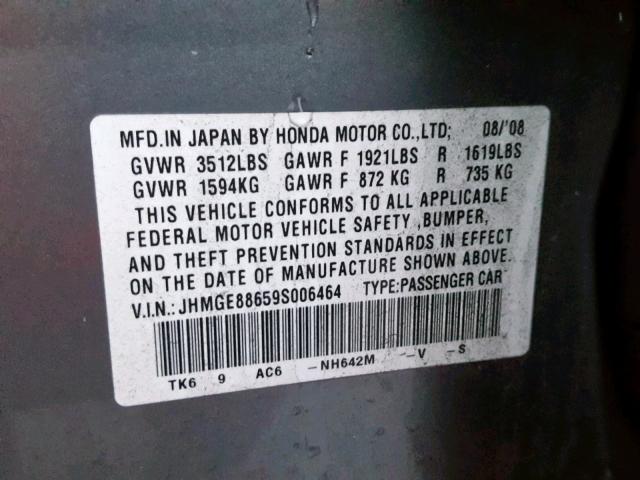 MFD.IN JAPAN BY HONDA MOTOR CO.,LTD; 08/'08
GVWR 3512LBS GAWR F 1921LBS R 1619LBS
GVWR 1594KG GAWR F 872 KG R 735 KG
THIS VEHICLE CONFORMS TO ALL APPLICABLE
FEDERAL MOTOR VEHICLE SAFETY ,BUMPER,
AND THEFT PREVENTION STANDARDS IN EFFECT
ON THE DATE OF MANUFACTURE SHOWN ABOVE.
V.I.N.: JHMGE88659S006464 TYPE:PASSENGER CAR
TK6 9 AC6 -NH642M -V -S